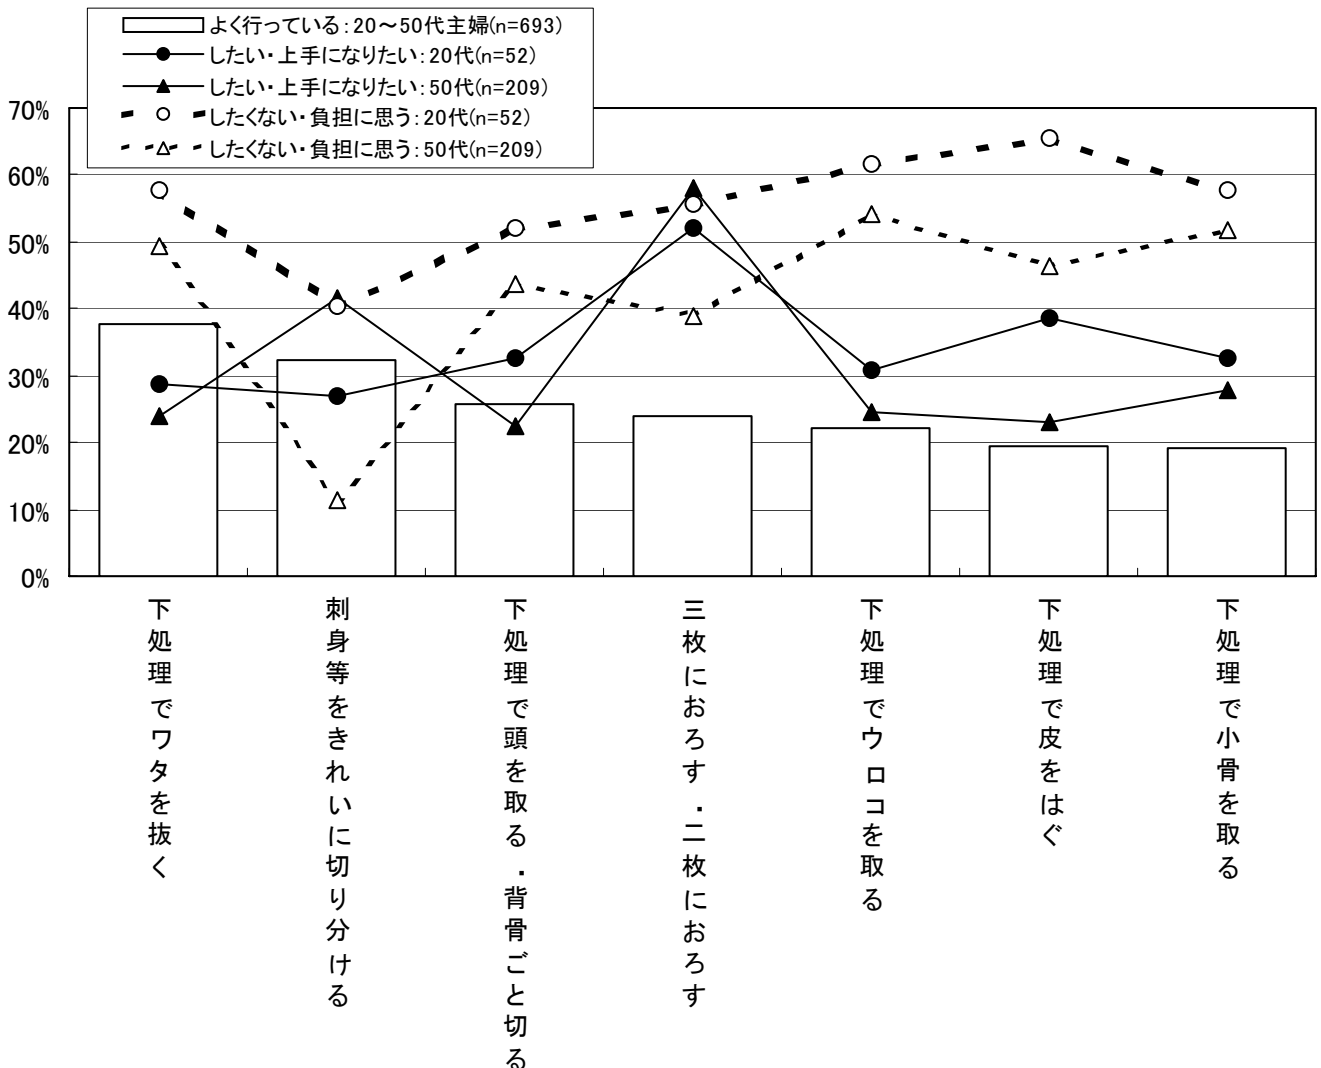 よく行っている：20～50代主婦(n=693)
したい・上手になりたい：20代(n=52)
したい・上手になりたい：50代(n=209)
したくない・負担に思う：20代(n=52)
したくない・負担に思う：50代(n=209)
70%
60%
50%
40%
30%
20%
10%
0%
下処理でワタを抜く
刺身等をきれいに切り分ける
下処理で頭を取る・背骨ごと切る
三枚におろす・二枚におろす
下処理でウロコを取る
下処理で皮をはぐ
下処理で小骨を取る